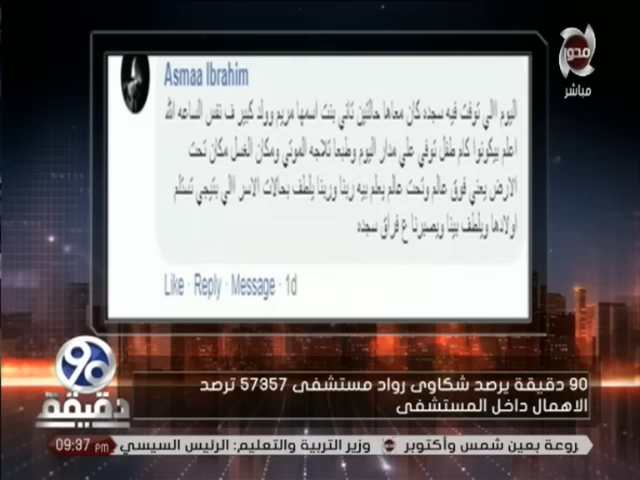 محور
مباشر
Asmaa Ibrahim
اليوم اللي توفت فيه سجده كان معاها حالتين تاني بنت اسمها مريم وولد كبير ف نفس الساعه الله
اعلم بيكونوا كام طفل توفي علي مدار اليوم وطبعا تلاجه الموتي ومكان الغسل مكان تحت
الارض يعني فوق عالم وتحت عالم يعلم بيه ربنا وربنا يلطف بحالات الاسر اللي بتيجي تستلم
اولادها ويلطف بينا ويصبرنا ع فراق سجده
Like · Reply · Message · 1d
90 دقيقة يرصد شكاوى رواد مستشفى 57357 ترصد
الاهمال داخل المستشفى
90
دقيقة
09:37 PM
روعة بعين شمس وأكتوبر
وزير التربية والتعليم: الرئيس السيسي